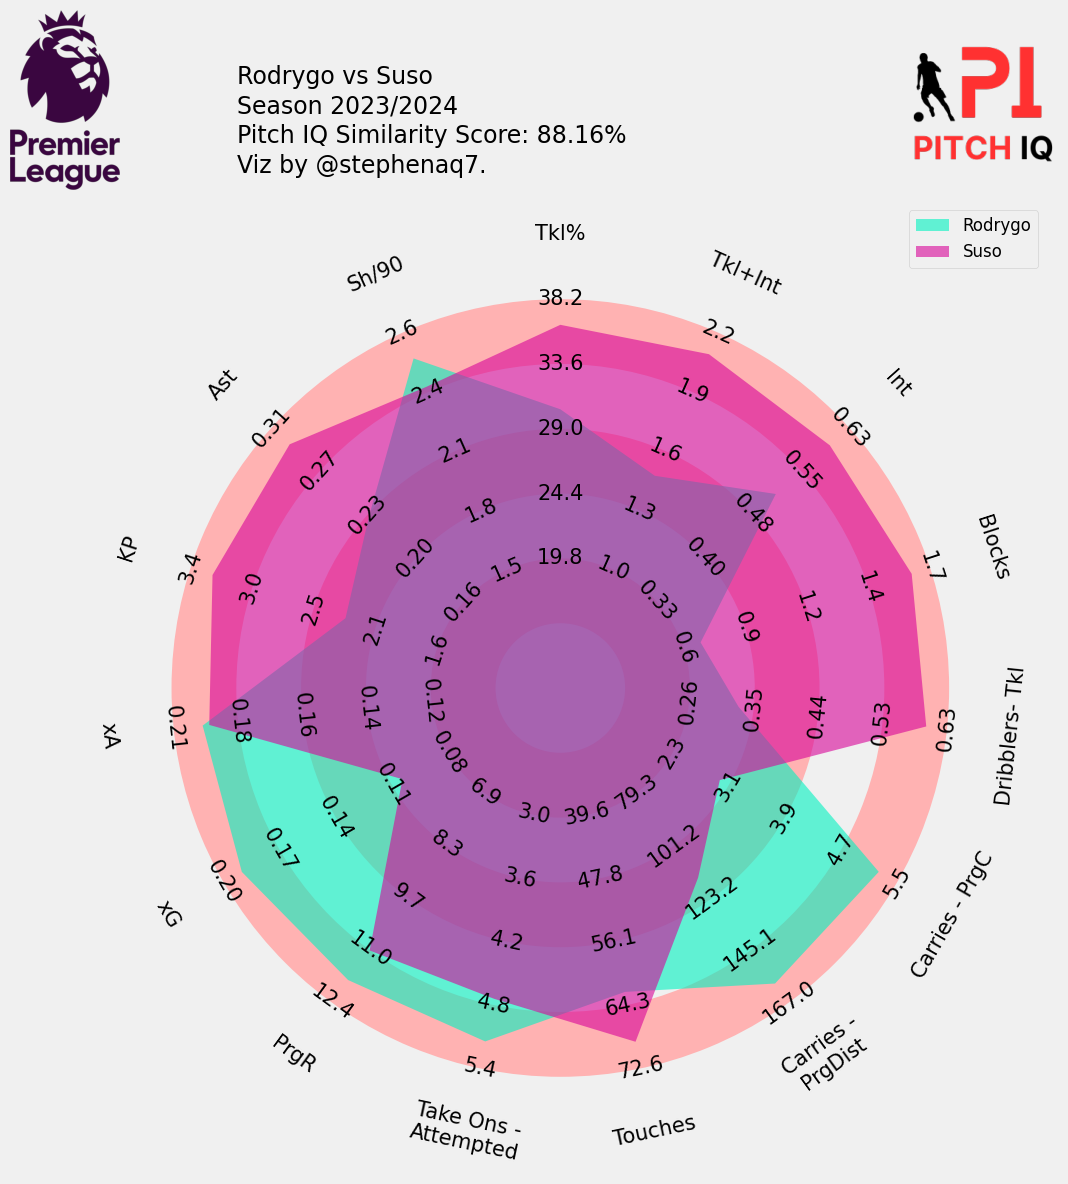 Premier
League
Rodrygo vs Suso
Season 2023/2024
Pitch IQ Similarity Score: 88.16%
Viz by @stephenaq7.
PI
PITCH IQ
Rodrygo
Suso
Tkl%
38.2
33.6
29.0
24.4
19.8
Tkl+Int
2.2
1.9
1.6
1.3
1.0
Int
0.63
0.55
0.48
0.40
0.33
Blocks
1.7
1.4
1.2
0.9
0.6
Dribblers- Tkl
0.63
0.53
0.44
0.35
0.26
Carries - PrgC
5.5
4.7
3.9
3.1
2.3
Carries -
PrgDist
167.0
145.1
123.2
101.2
79.3
Touches
72.6
64.3
56.1
47.8
39.6
Take Ons -
Attempted
5.4
4.8
4.2
3.6
3.0
PrgR
12.4
11.0
9.7
8.3
6.9
xG
0.20
0.17
0.14
0.11
0.08
xA
0.21
0.18
0.16
0.14
0.12
KP
3.4
3.0
2.5
2.1
1.6
Ast
0.31
0.27
0.23
0.20
0.16
Sh/90
2.6
2.4
2.1
1.8
1.5